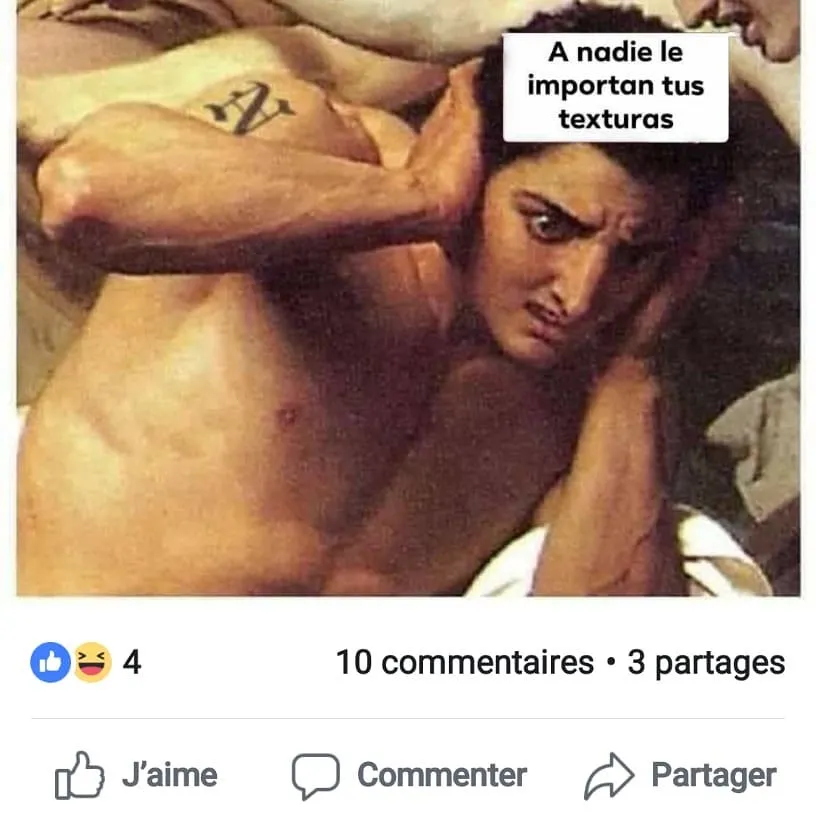 A nadie le
importan tus
texturas
4 10 commentaires • 3 partages
J'aime Commenter Partager